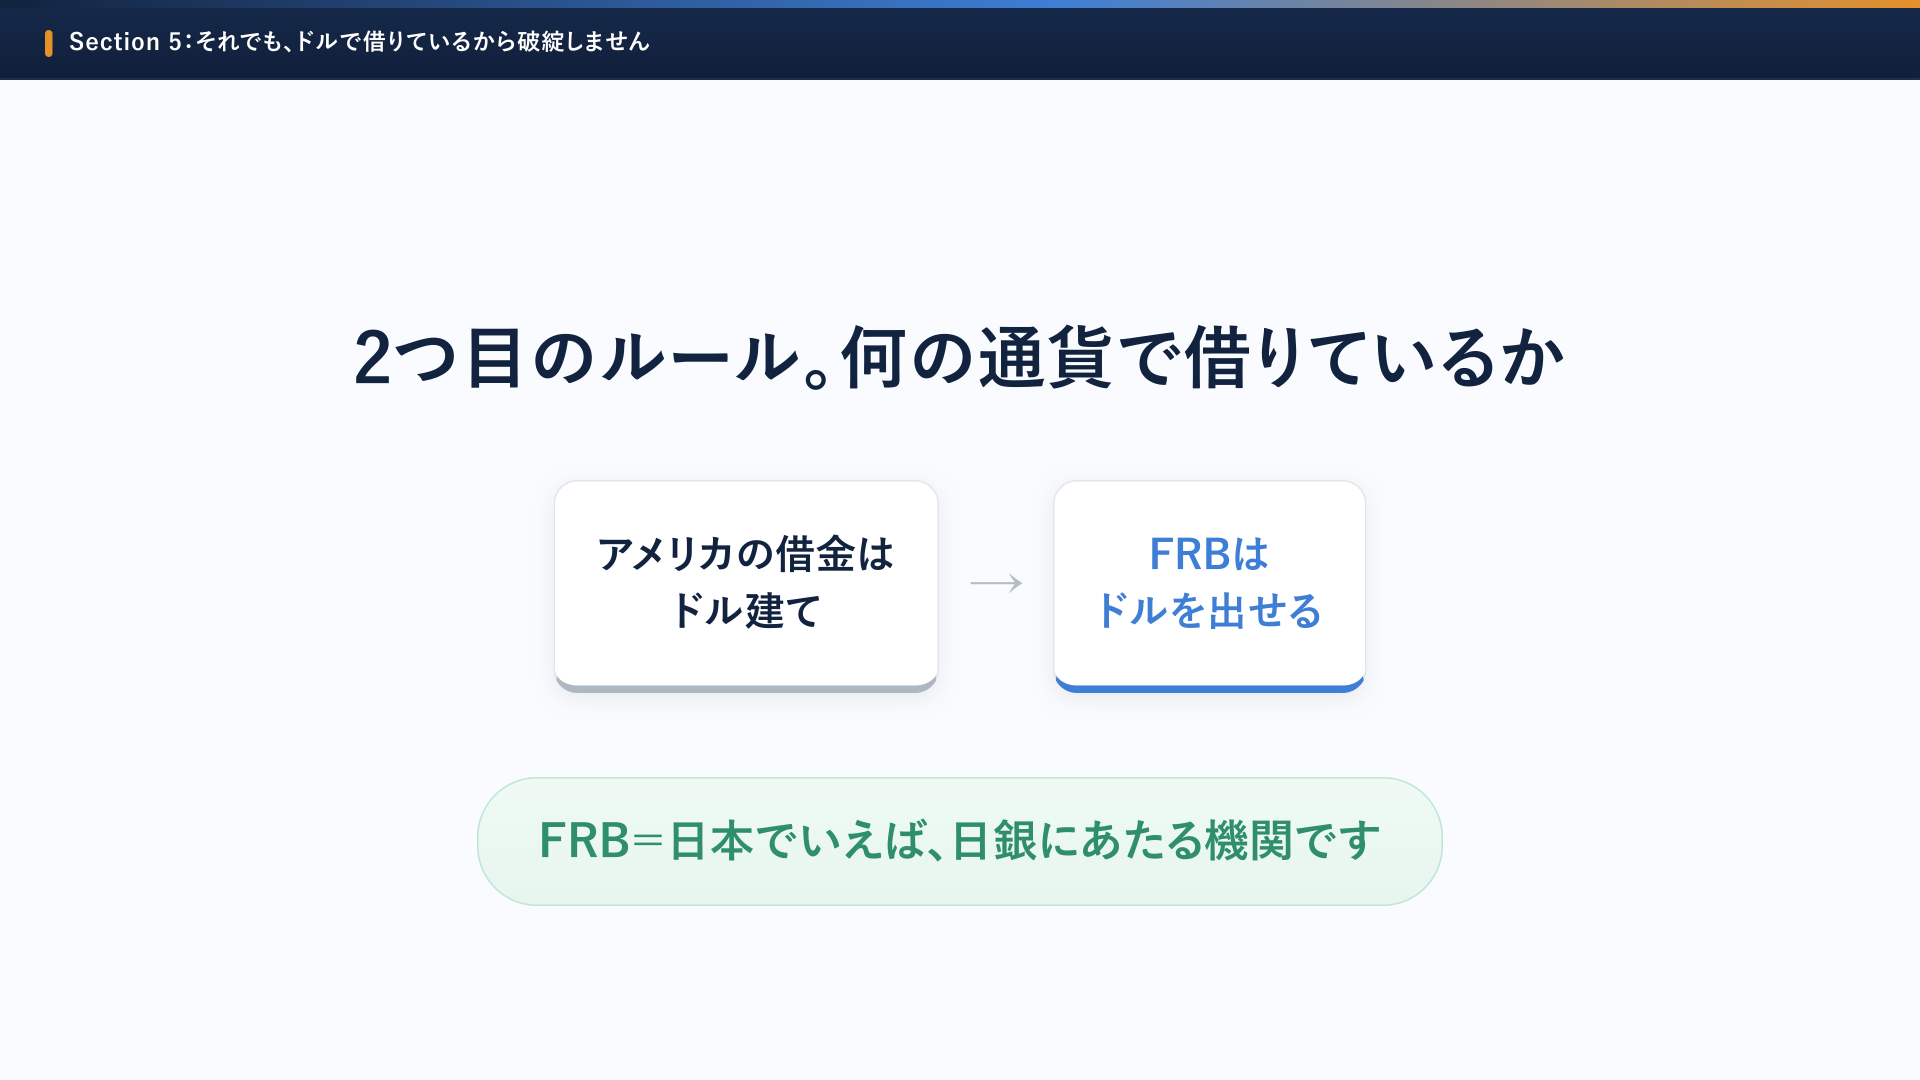 Section 5：それでも、ドルで借りているから破綻しません
2つ目のルール。何の通貨で借りているか
アメリカの借金は
ドル建て
→
FRBは
ドルを出せる
FRB＝日本でいえば、日銀にあたる機関です